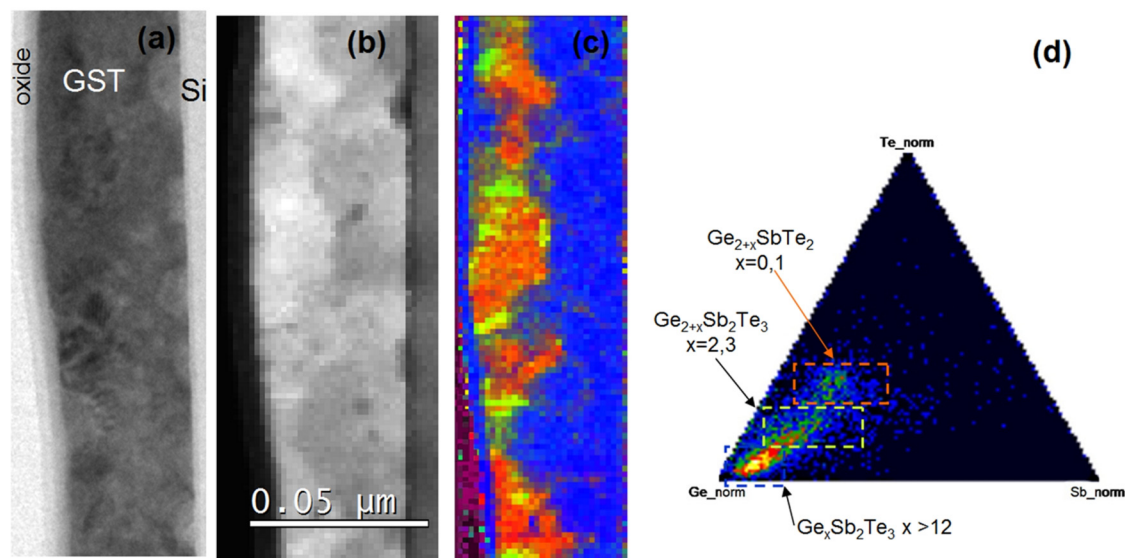 (a)
oxide
GST
Si
(b)
0.05 µm
(c)
(d)
Te_norm
Ge₂₊ₓSbTe₂
x=0,1
Ge₂₊ₓSb₂Te₃
x=2,3
Ge_norm
Sb_norm
GeₓSb₂Te₃ x >12